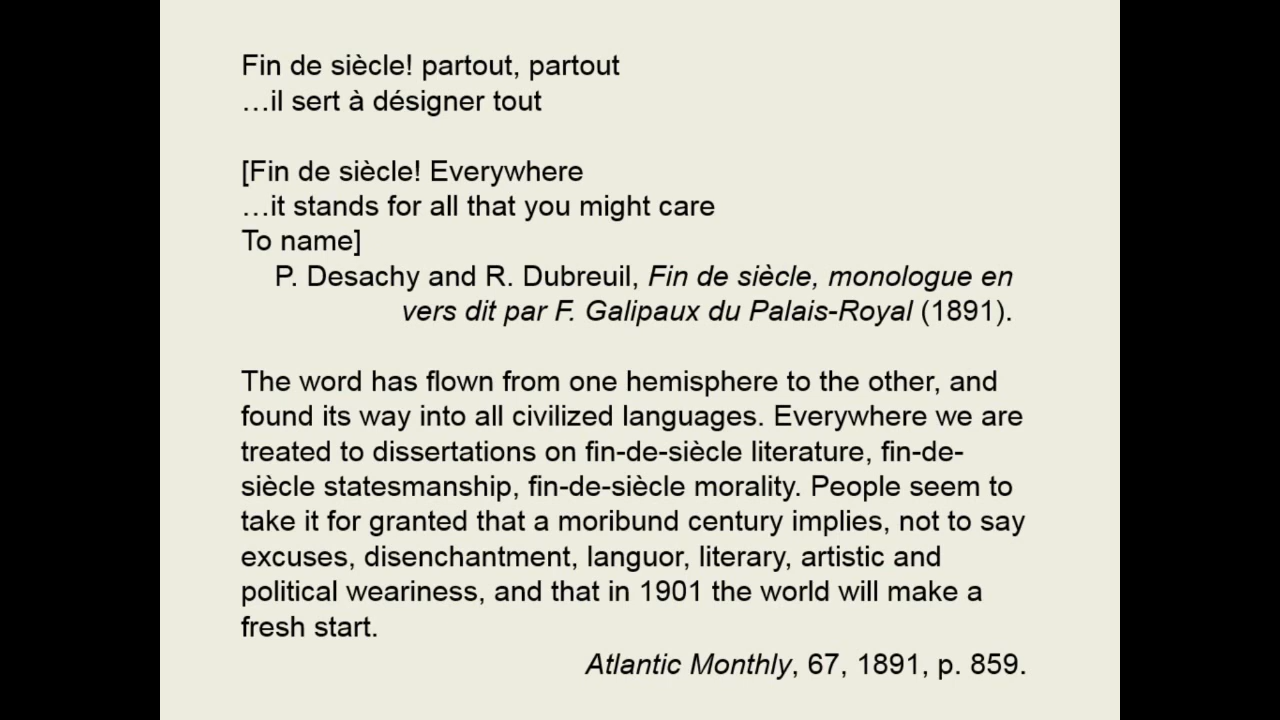 Fin de siècle! partout, partout
…il sert à désigner tout
[Fin de siècle! Everywhere
…it stands for all that you might care
To name]
P. Desachy and R. Dubreuil, Fin de siècle, monologue en
vers dit par F. Galipaux du Palais-Royal (1891).
The word has flown from one hemisphere to the other, and
found its way into all civilized languages. Everywhere we are
treated to dissertations on fin-de-siècle literature, fin-de-
siècle statesmanship, fin-de-siècle morality. People seem to
take it for granted that a moribund century implies, not to say
excuses, disenchantment, languor, literary, artistic and
political weariness, and that in 1901 the world will make a
fresh start.
Atlantic Monthly, 67, 1891, p. 859.